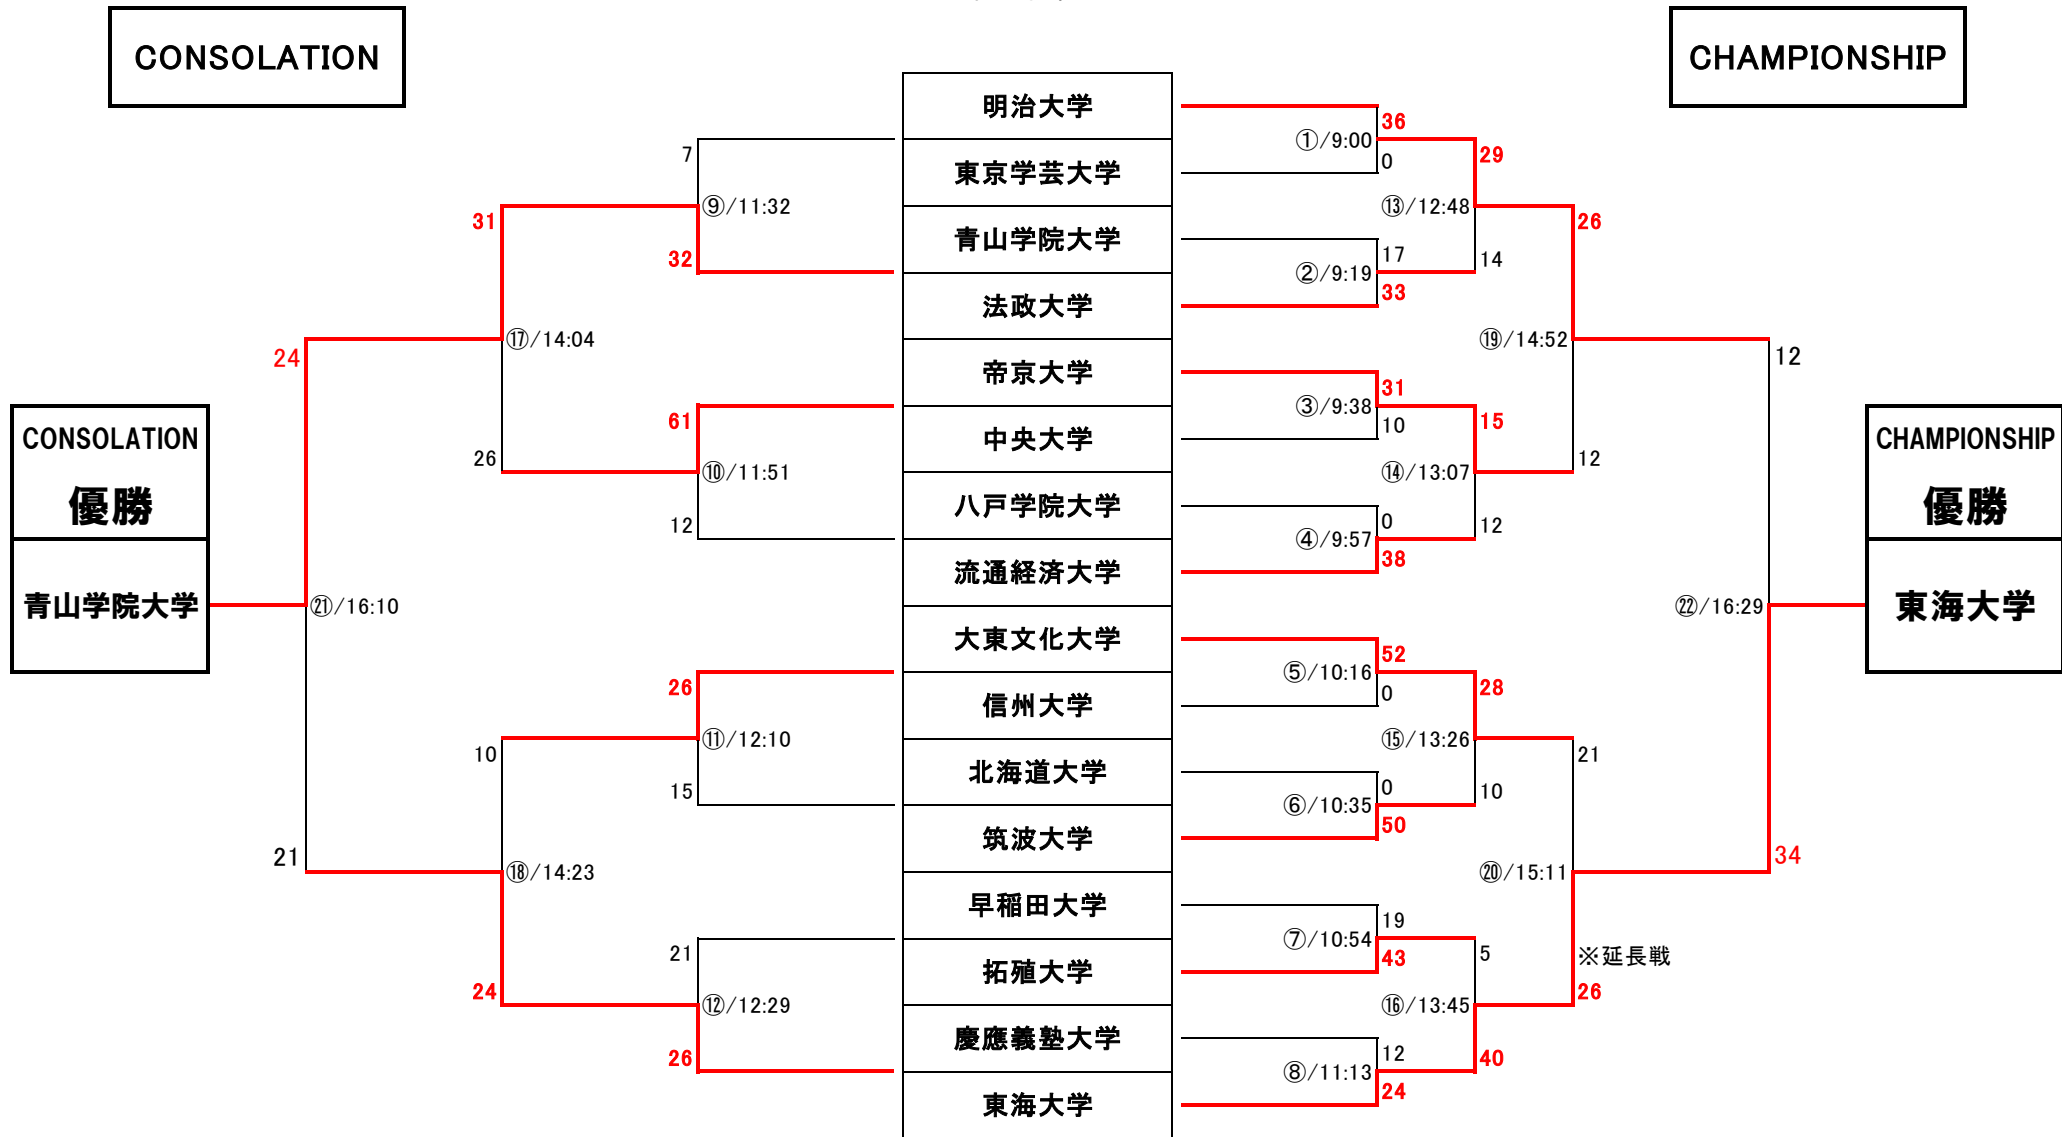 CONSOLATION
CHAMPIONSHIP
明治大学
東京学芸大学
青山学院大学
法政大学
帝京大学
中央大学
八戸学院大学
流通経済大学
大東文化大学
信州大学
北海道大学
筑波大学
早稲田大学
拓殖大学
慶應義塾大学
東海大学
7
⑨/11:32
32
31
⑰/14:04
26
61
⑩/11:51
12
24
㉑/16:10
21
26
⑪/12:10
15
10
⑱/14:23
24
21
⑫/12:29
26
CONSOLATION
優勝
青山学院大学
36
①/9:00
0
29
⑬/12:48
14
17
②/9:19
33
26
⑲/14:52
12
31
③/9:38
10
15
⑭/13:07
12
0
④/9:57
38
12
㉒/16:29
34
52
⑤/10:16
0
28
⑮/13:26
10
0
⑥/10:35
50
21
⑳/15:11
※延長戦
26
19
⑦/10:54
43
5
⑯/13:45
40
12
⑧/11:13
24
CHAMPIONSHIP
優勝
東海大学